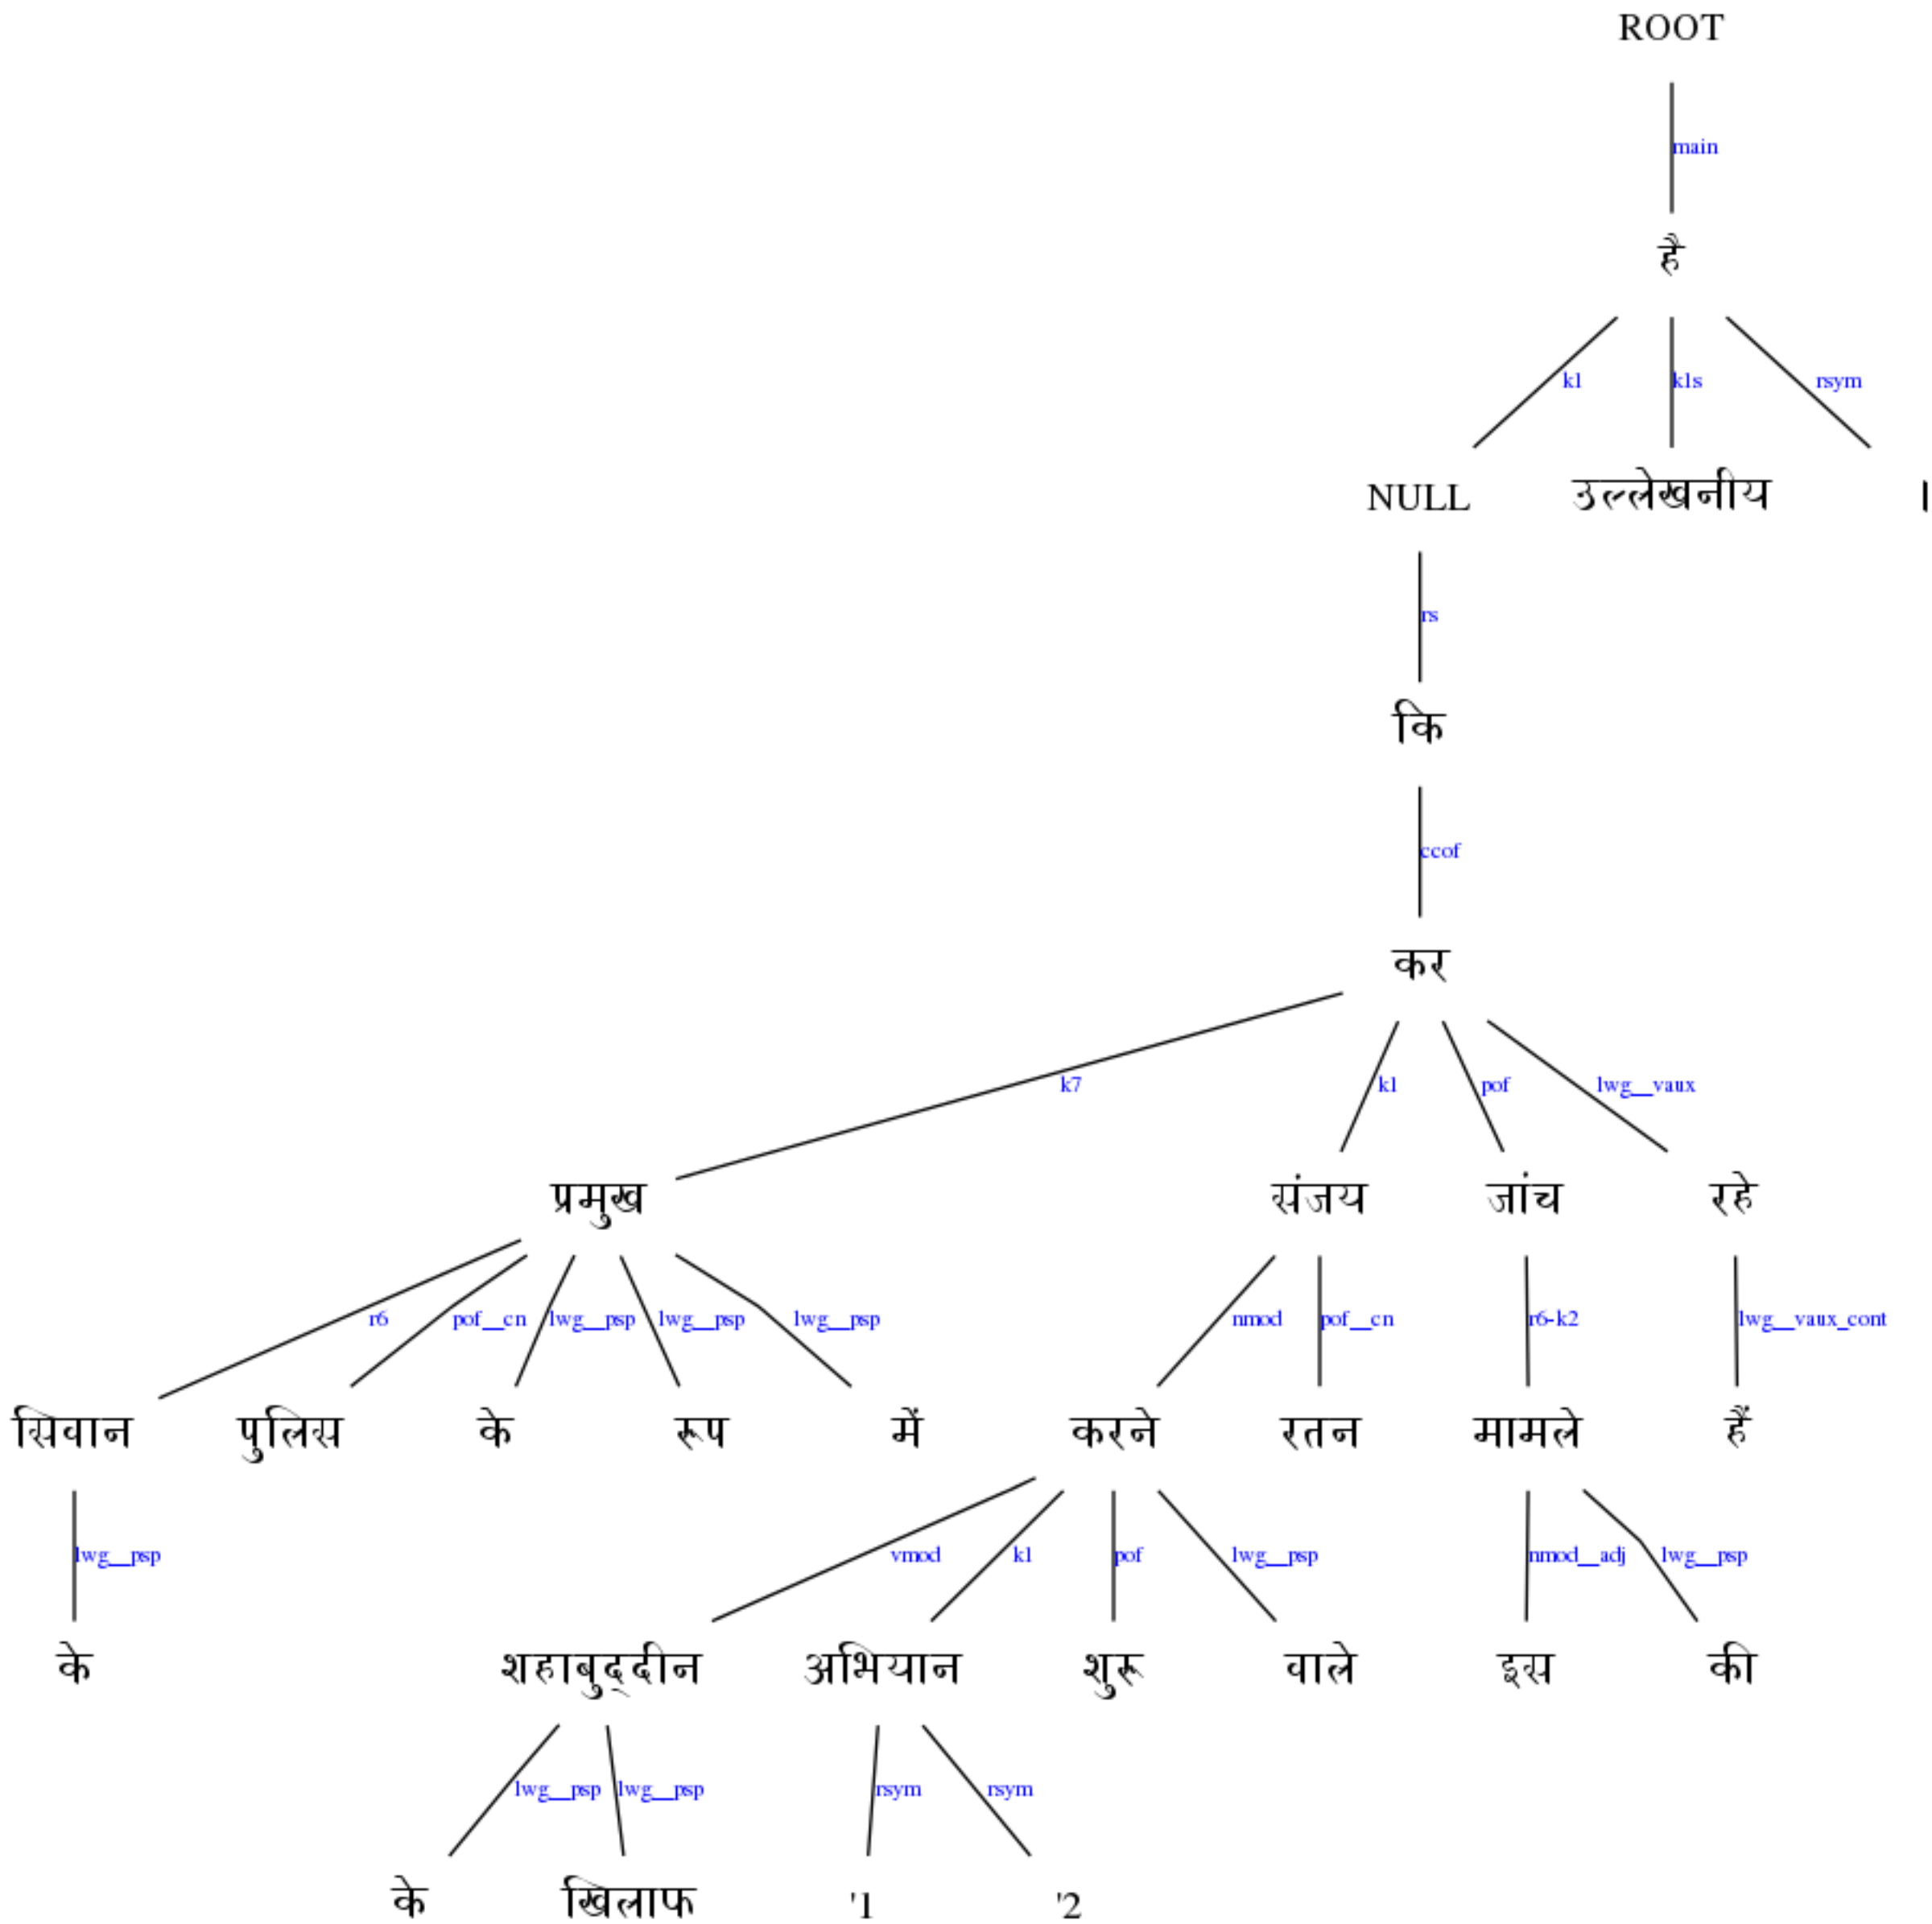 ROOT
main
है
k1 k1s rsym
NULL उल्लेखनीय ।
rs
कि
ccof
कर
k7 k1 pof lwg__vaux
प्रमुख संजय जांच रहे
r6 pof__cn lwg__psp lwg__psp lwg__psp nmod pof__cn r6-k2 lwg__vaux_cont
सिवान पुलिस के रूप में करने रतन मामले हैं
lwg__psp vmod k1 pof lwg__psp nmod__adj lwg__psp
के शहाबुद्दीन अभियान शुरू वाले इस की
lwg__psp lwg__psp rsym rsym
के खिलाफ '1 '2